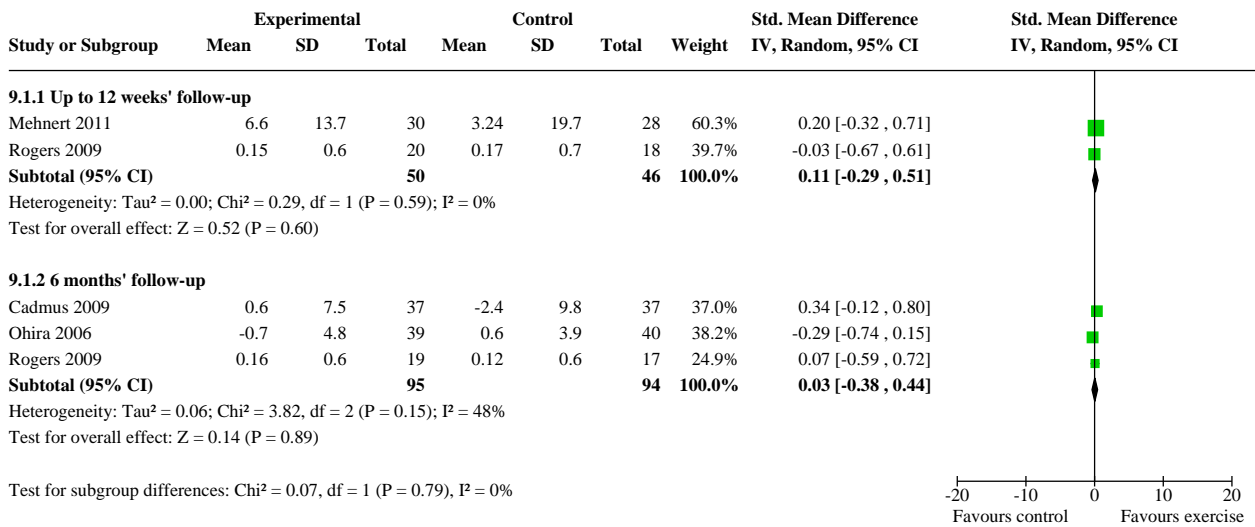 Experimental Control Std. Mean Difference Std. Mean Difference
Study or Subgroup Mean SD Total Mean SD Total Weight IV, Random, 95% CI IV, Random, 95% CI
9.1.1 Up to 12 weeks' follow-up
Mehnert 2011 6.6 13.7 30 3.24 19.7 28 60.3% 0.20 [-0.32 , 0.71]
Rogers 2009 0.15 0.6 20 0.17 0.7 18 39.7% -0.03 [-0.67 , 0.61]
Subtotal (95% CI) 50 46 100.0% 0.11 [-0.29 , 0.51]
Heterogeneity: Tau² = 0.00; Chi² = 0.29, df = 1 (P = 0.59); I² = 0%
Test for overall effect: Z = 0.52 (P = 0.60)
9.1.2 6 months' follow-up
Cadmus 2009 0.6 7.5 37 -2.4 9.8 37 37.0% 0.34 [-0.12 , 0.80]
Ohira 2006 -0.7 4.8 39 0.6 3.9 40 38.2% -0.29 [-0.74 , 0.15]
Rogers 2009 0.16 0.6 19 0.12 0.6 17 24.9% 0.07 [-0.59 , 0.72]
Subtotal (95% CI) 95 94 100.0% 0.03 [-0.38 , 0.44]
Heterogeneity: Tau² = 0.06; Chi² = 3.82, df = 2 (P = 0.15); I² = 48%
Test for overall effect: Z = 0.14 (P = 0.89)
Test for subgroup differences: Chi² = 0.07, df = 1 (P = 0.79), I² = 0%
-20 -10 0 10 20
Favours control Favours exercise